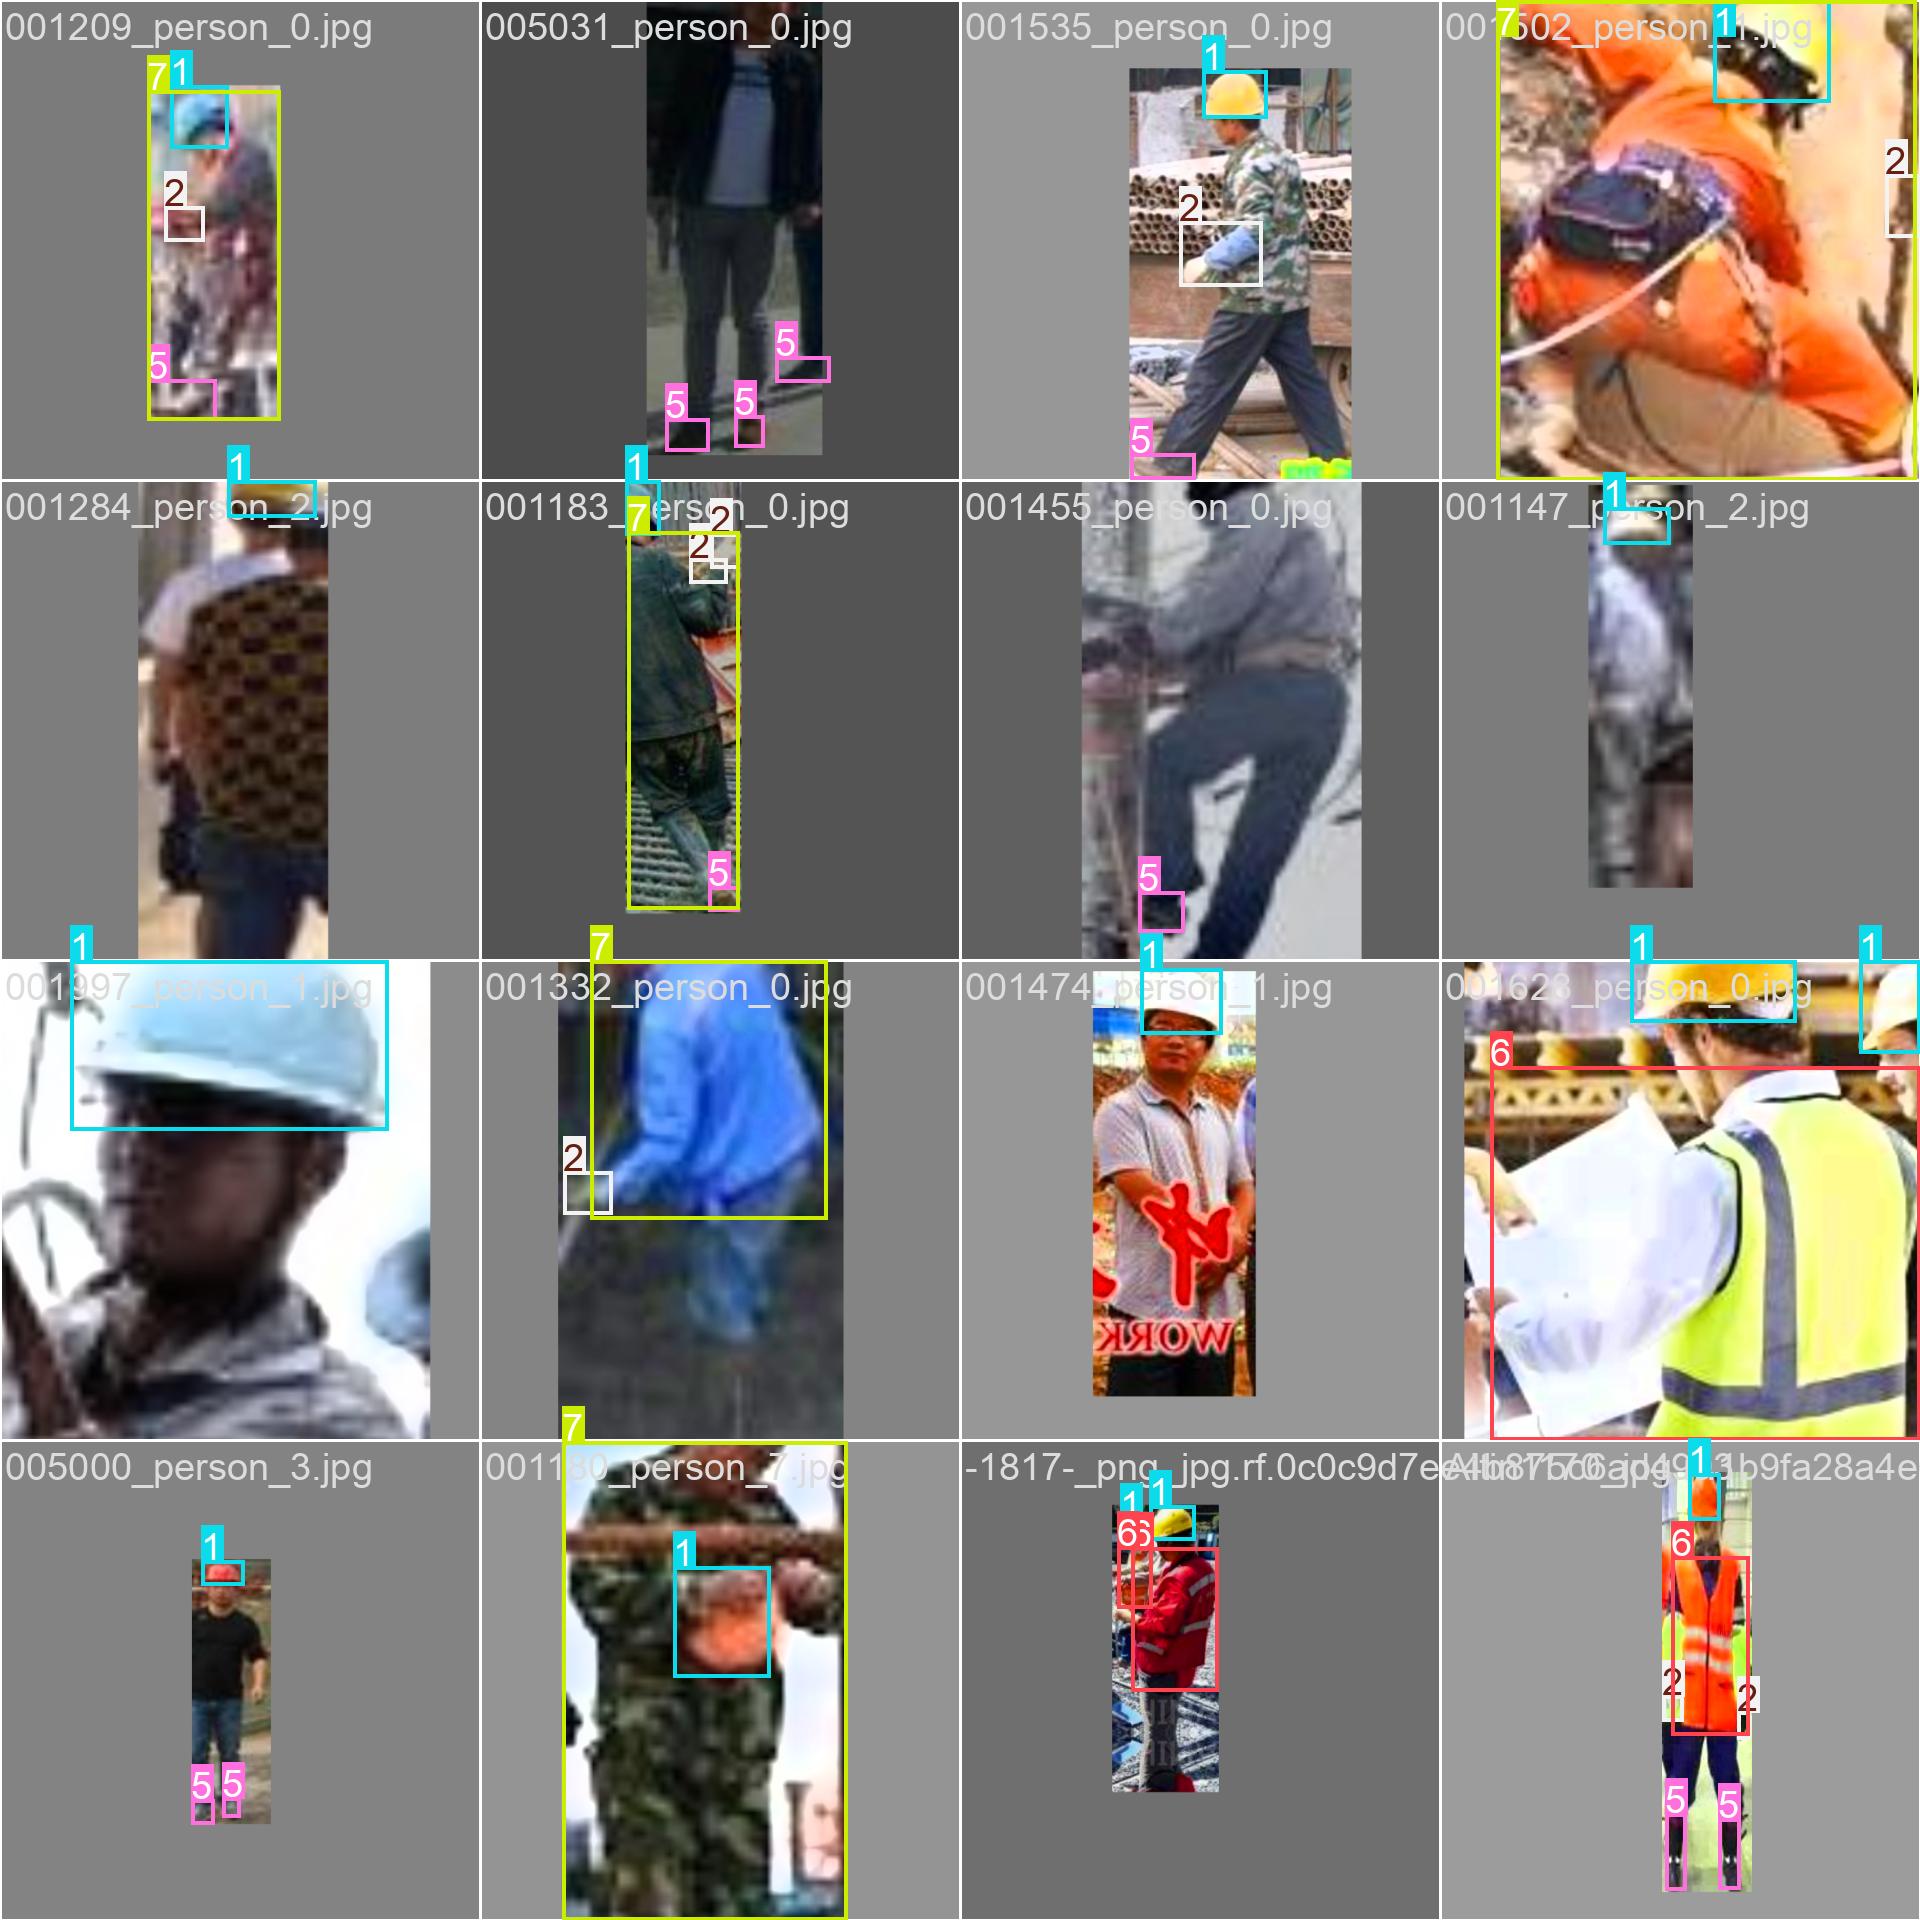 001209_person_0.jpg
005031_person_0.jpg
001535_person_0.jpg
001502_person_1.jpg
7 1
2
5
5
5
5
1
2
5
7
1
2
001284_person_2.jpg
001183_person_0.jpg
001455_person_0.jpg
001147_person_2.jpg
1
1
7
2
2
5
5
1
001997_person_1.jpg
001332_person_0.jpg
001474_person_1.jpg
001623_person_0.jpg
1
7
2
1
WORK
1
1
6
005000_person_3.jpg
001180_person_7.jpg
-1817-_png_jpg.rf.0c0c9d7ee
1
5
5
7
1
1
1
6
6
1
6
2
2
5
5